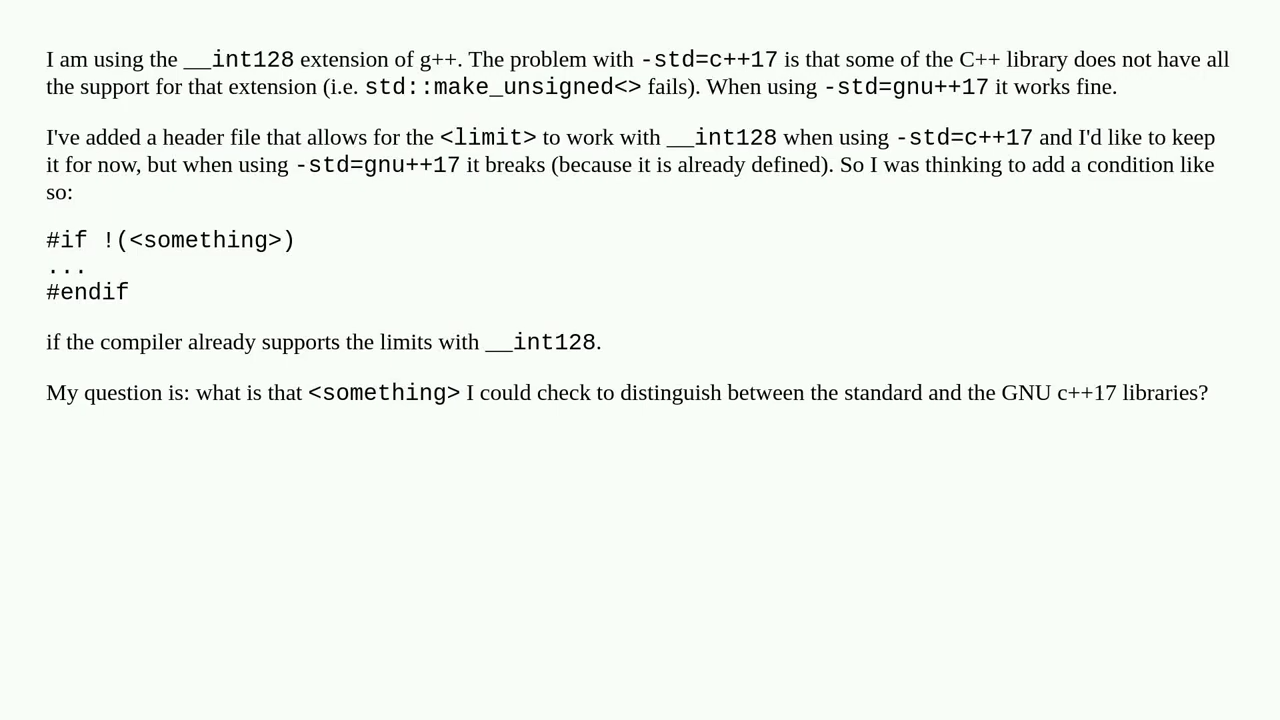 I am using the __int128 extension of g++. The problem with -std=c++17 is that some of the C++ library does not have all
the support for that extension (i.e. std::make_unsigned<> fails). When using -std=gnu++17 it works fine.
I've added a header file that allows for the <limit> to work with __int128 when using -std=c++17 and I'd like to keep
it for now, but when using -std=gnu++17 it breaks (because it is already defined). So I was thinking to add a condition like
so:
#if !(<something>)
...
#endif
if the compiler already supports the limits with __int128.
My question is: what is that <something> I could check to distinguish between the standard and the GNU c++17 libraries?